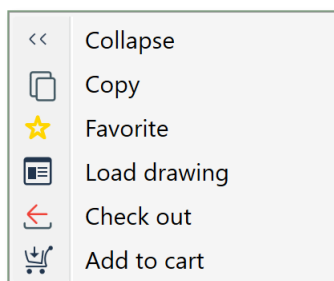 Collapse
Copy
Favorite
Load drawing
Check out
Add to cart